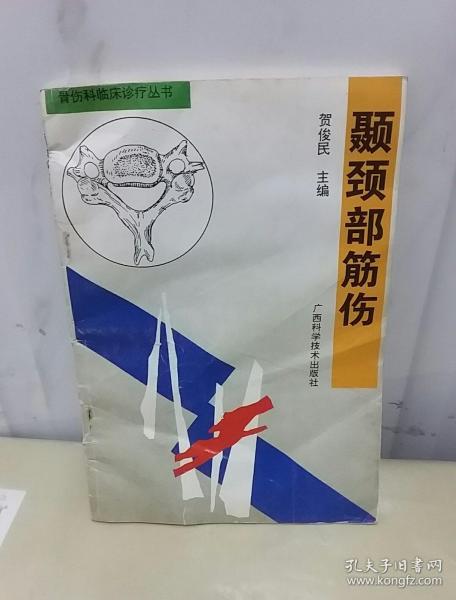 骨伤科临床诊疗丛书
颞颈部筋伤
贺俊民 主编
广西科学技术出版社
孔夫子旧书网
www.kongfz.com